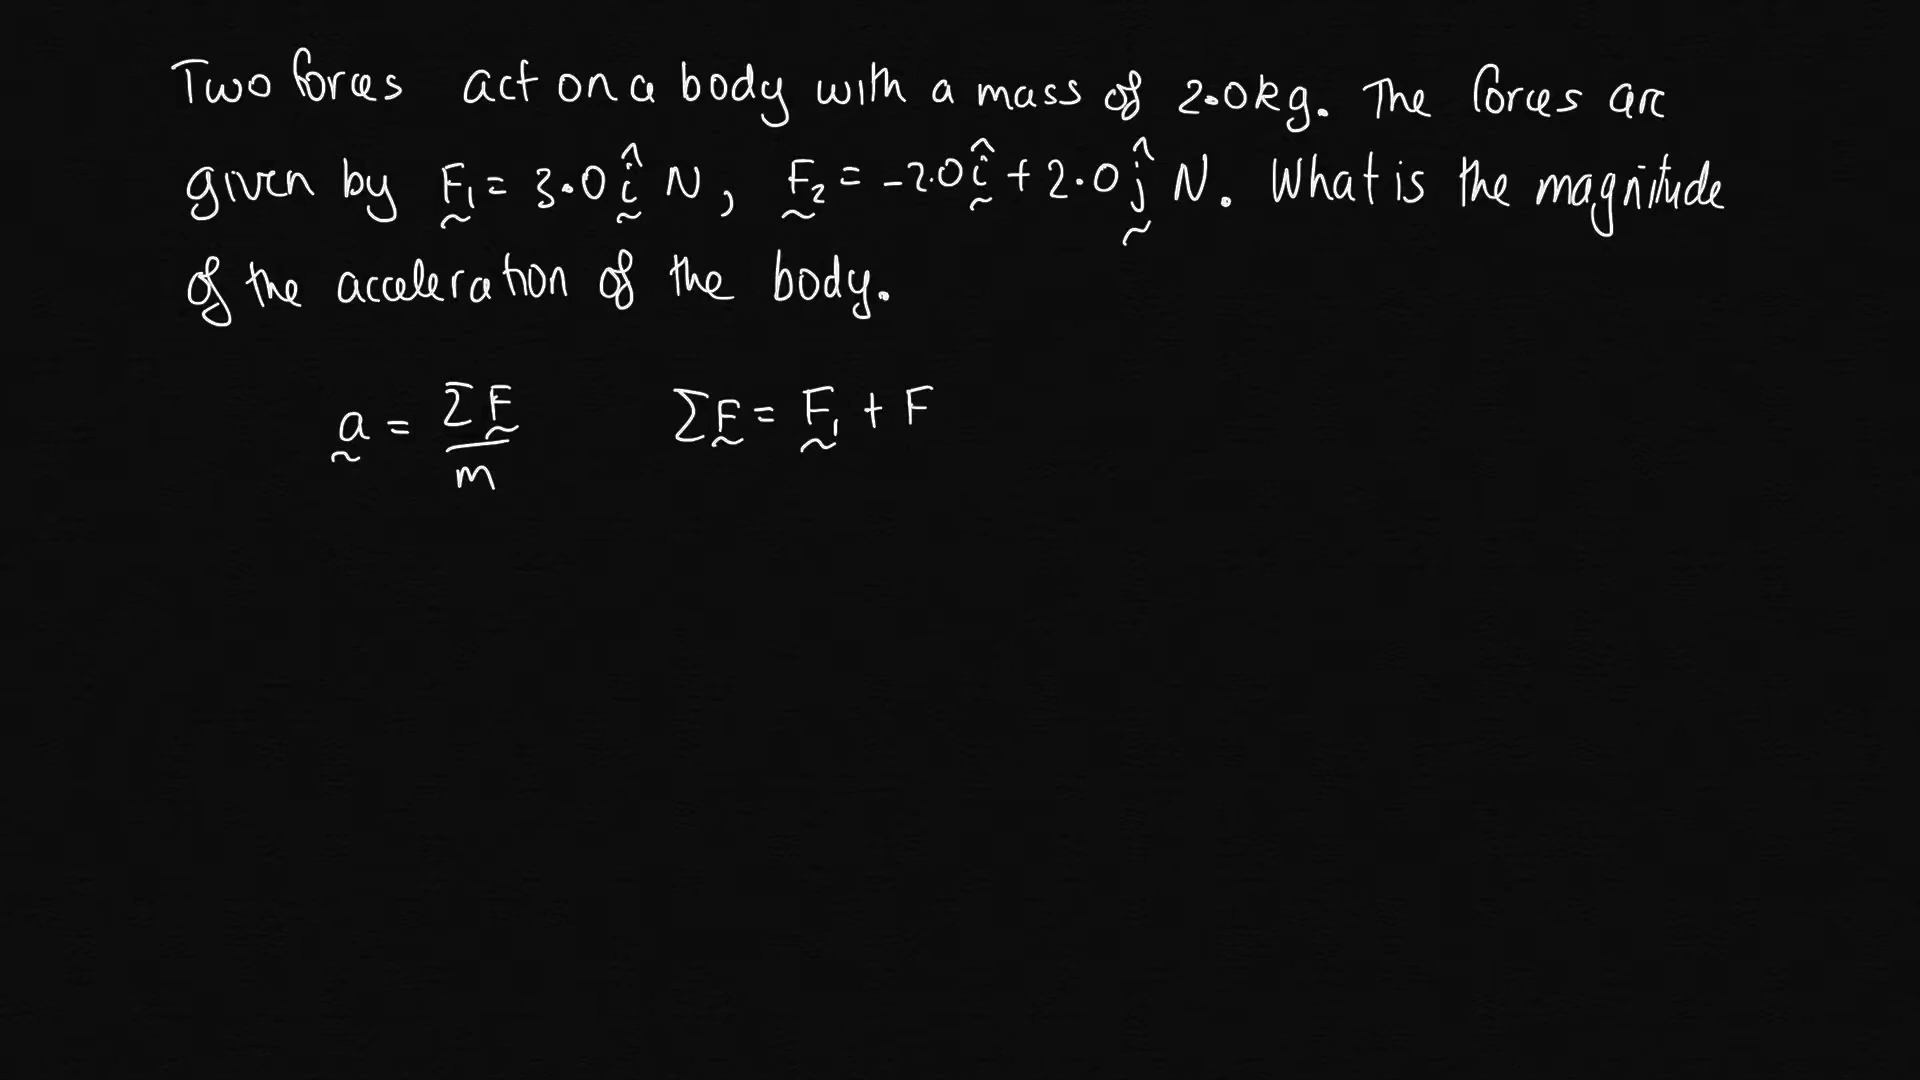 Two forces act on a body with a mass of 2.0kg. The forces are
given by F₁ = 3.0 î N, F₂ = -2.0 î + 2.0 ĵ N. What is the magnitude
of the acceleration of the body.
a = ΣF / m    ΣF = F₁ + F